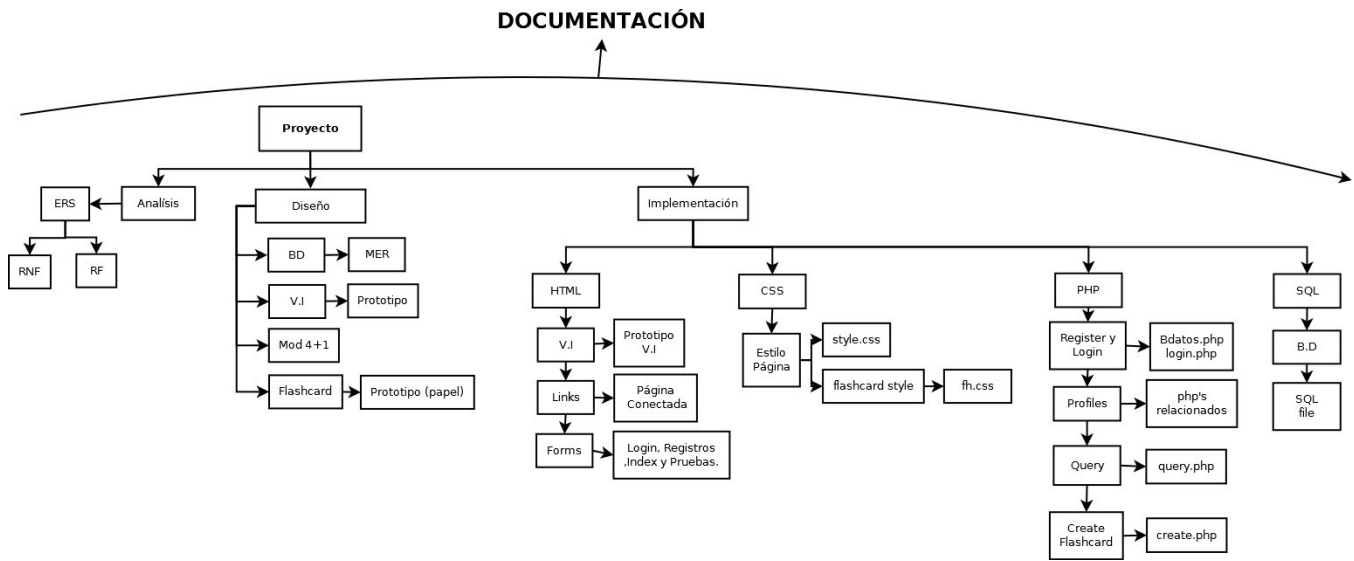 DOCUMENTACIÓN
Proyecto
ERS
Analísis
RNF
RF
Diseño
BD
MER
V.I
Prototipo
Mod 4+1
Flashcard
Prototipo (papel)
Implementación
HTML
V.I
Prototipo
V.I
Links
Página
Conectada
Forms
Login, Registros
,Index y Pruebas.
CSS
Estilo
Página
style.css
flashcard style
fh.css
PHP
Register y
Login
Bdatos.php
login.php
Profiles
php's
relacionados
Query
query.php
Create
Flashcard
create.php
SQL
B.D
SQL
file